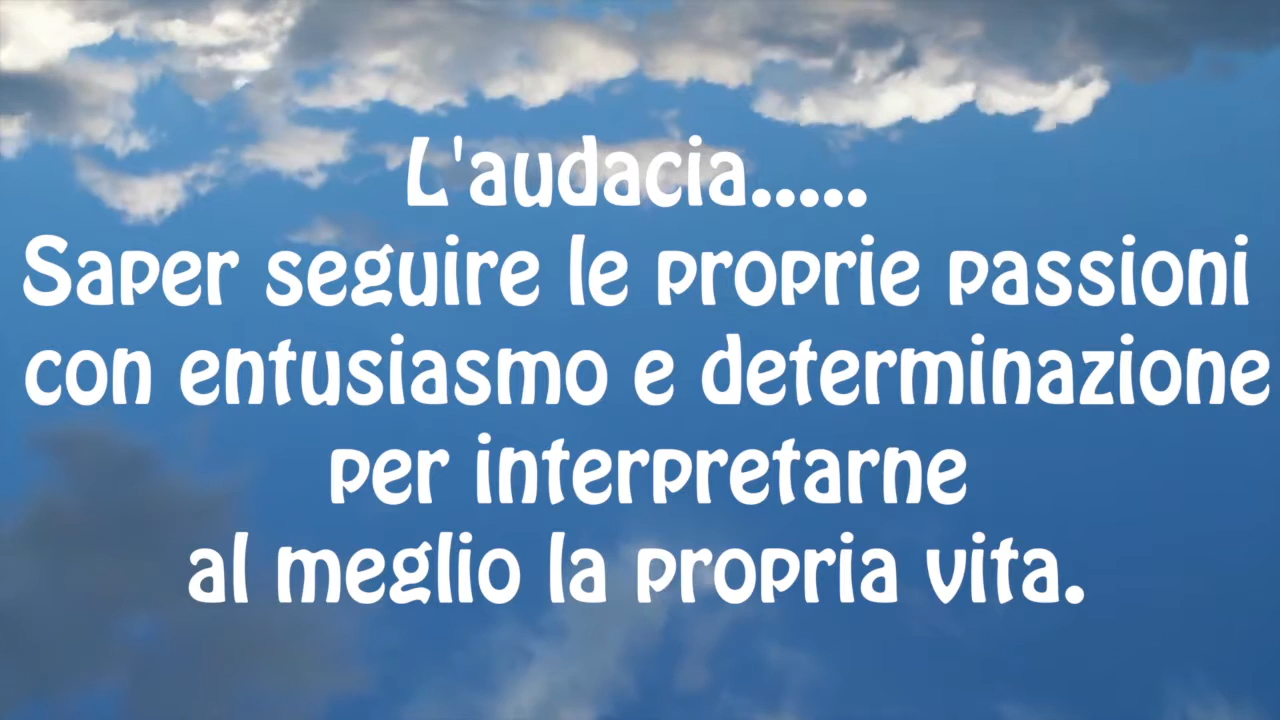 L'audacia.....
Saper seguire le proprie passioni
con entusiasmo e determinazione
per interpretarne
al meglio la propria vita.